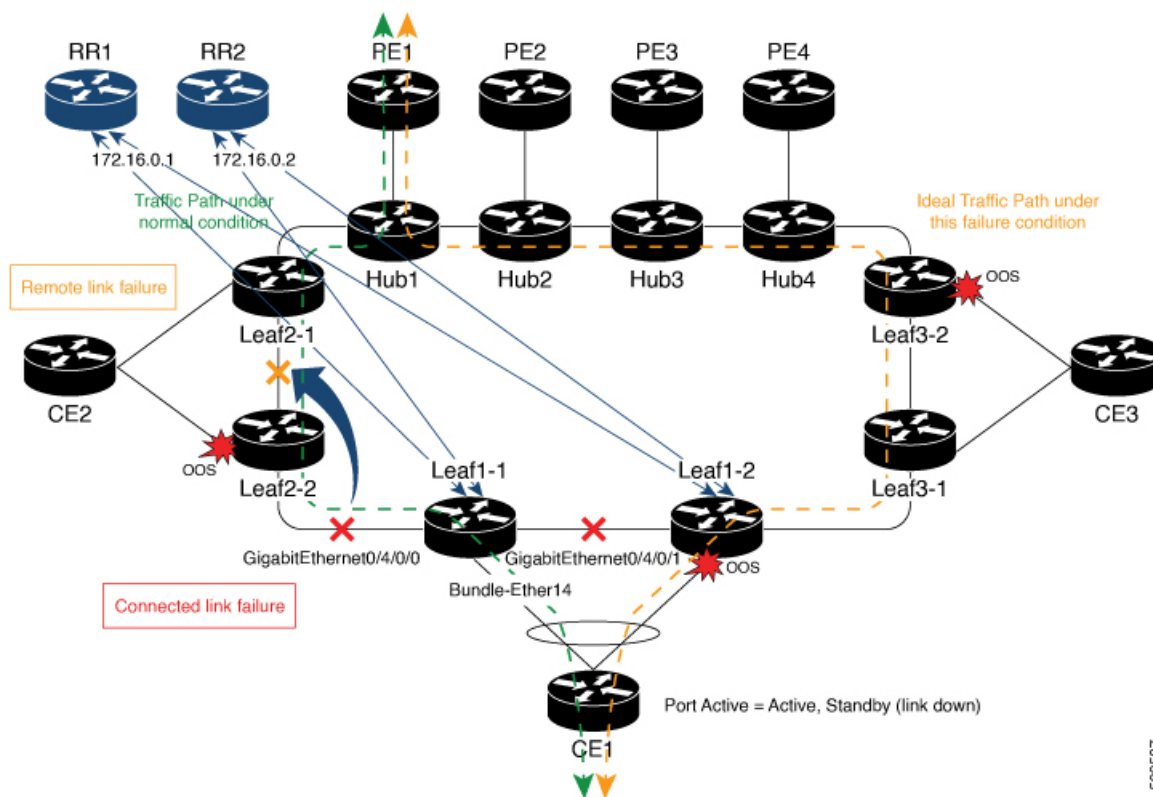 RR1
RR2
PE1
PE2
PE3
PE4
172.16.0.1
172.16.0.2
Traffic Path under
normal condition
Ideal Traffic Path under
this failure condition
Hub1
Hub2
Hub3
Hub4
Remote link failure
OOS
Leaf2-1
Leaf3-2
CE2
CE3
OOS
Leaf2-2
Leaf1-1
Leaf1-2
Leaf3-1
GigabitEthernet0/4/0/0
GigabitEthernet0/4/0/1
OOS
Bundle-Ether14
Connected link failure
Port Active = Active, Standby (link down)
CE1